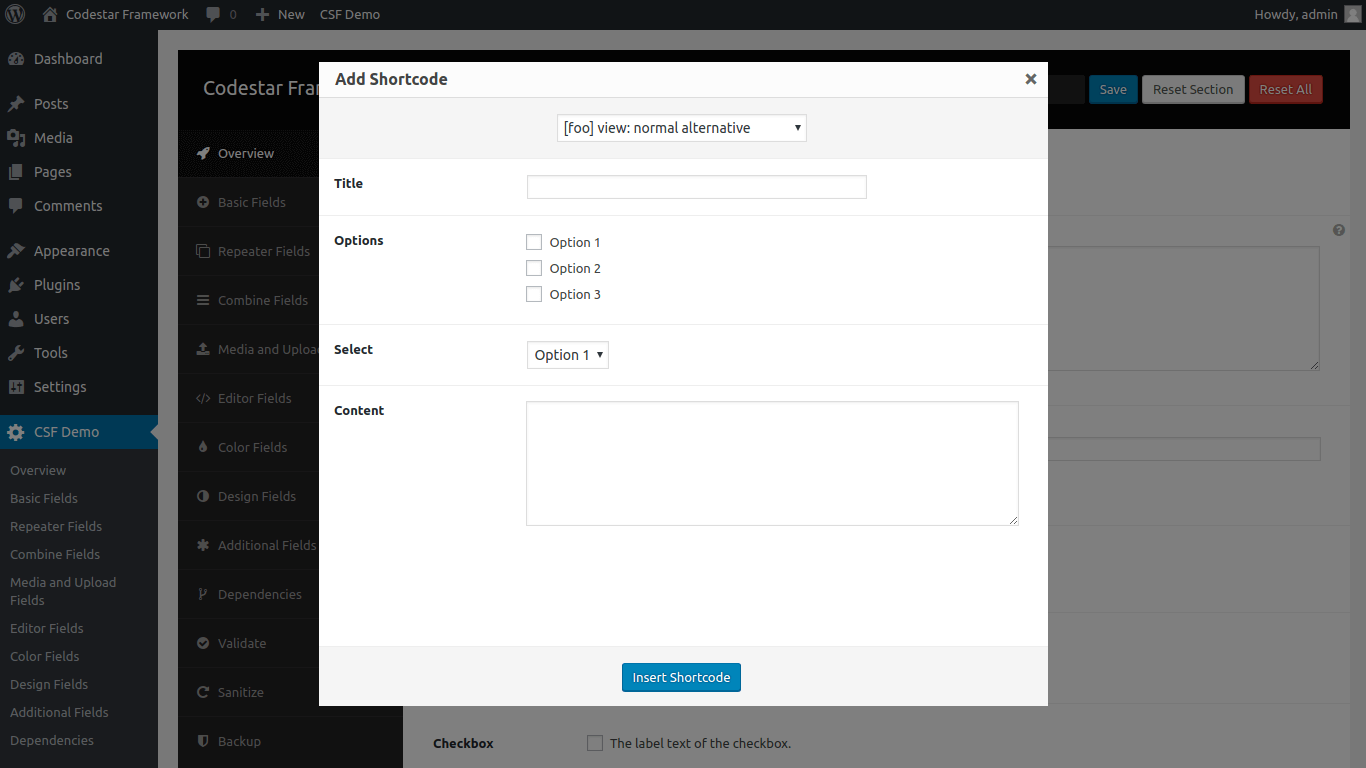 Codestar Framework
0
New
CSF Demo
Howdy, admin
Dashboard
Posts
Media
Pages
Comments
Appearance
Plugins
Users
Tools
Settings
CSF Demo
Overview
Basic Fields
Repeater Fields
Combine Fields
Media and Upload
Fields
Editor Fields
Color Fields
Design Fields
Additional Fields
Dependencies
Codestar Fra
Save
Reset Section
Reset All
Overview
Basic Fields
Repeater Fields
Combine Fields
Media and Uploa
Editor Fields
Color Fields
Design Fields
Additional Fields
Dependencies
Validate
Sanitize
Backup
Add Shortcode
[foo] view: normal alternative
Title
Options
Option 1
Option 2
Option 3
Select
Option 1
Content
Insert Shortcode
Checkbox
The label text of the checkbox.